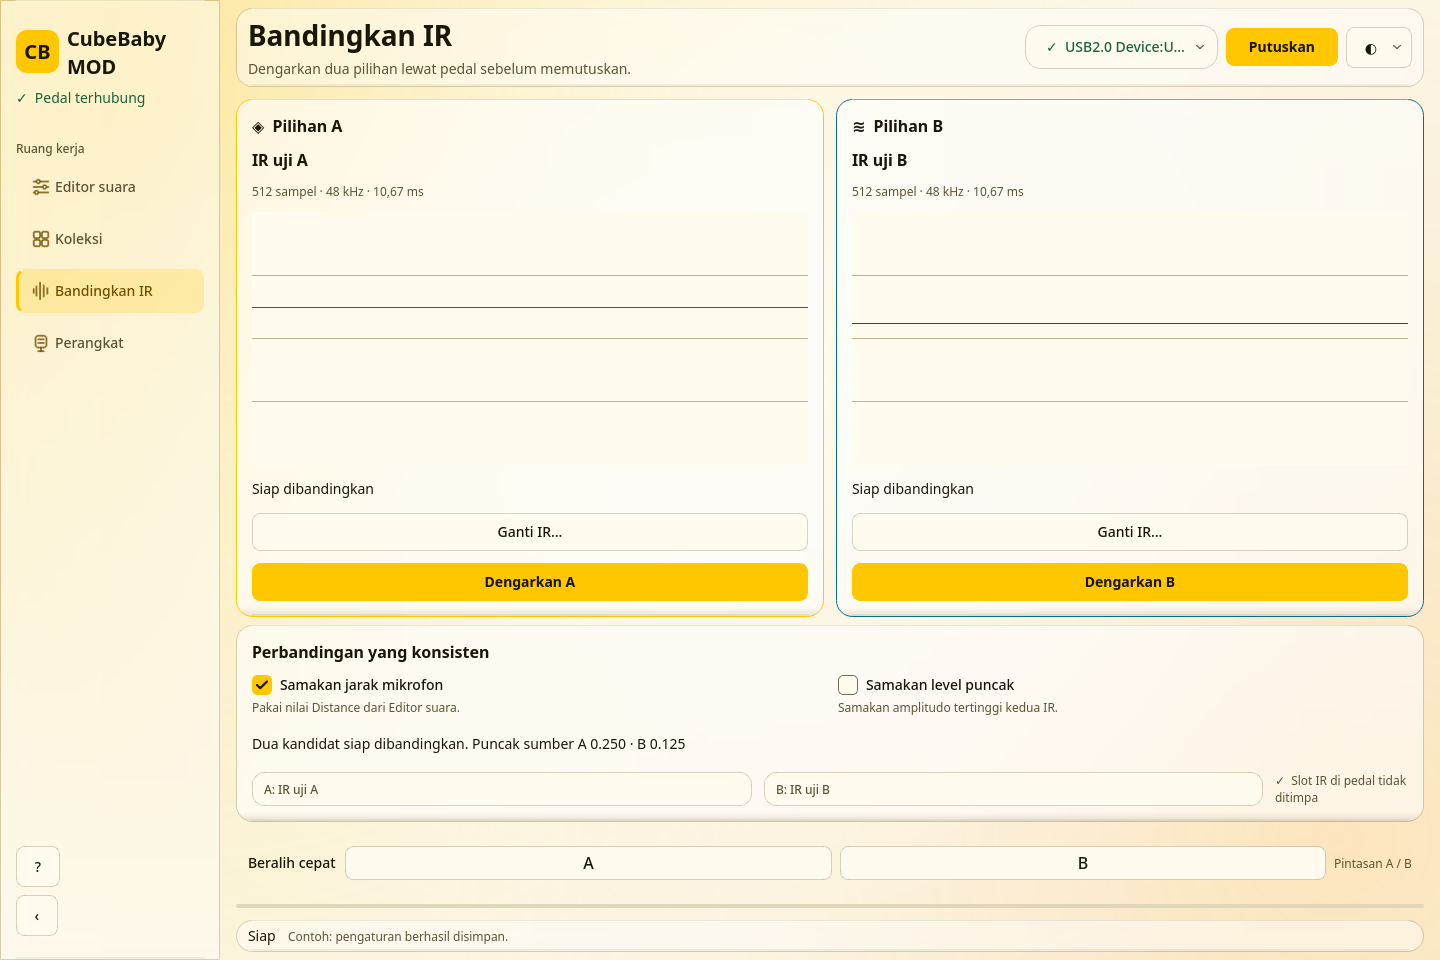 CB
CubeBaby
MOD
✓ Pedal terhubung
Ruang kerja
Editor suara
Koleksi
Bandingkan IR
Perangkat
?
‹
Bandingkan IR
Dengarkan dua pilihan lewat pedal sebelum memutuskan.
✓ USB2.0 Device:U...
Putuskan
Pilihan A
IR uji A
512 sampel · 48 kHz · 10,67 ms
Siap dibandingkan
Ganti IR...
Dengarkan A
Pilihan B
IR uji B
512 sampel · 48 kHz · 10,67 ms
Siap dibandingkan
Ganti IR...
Dengarkan B
Perbandingan yang konsisten
Samakan jarak mikrofon
Pakai nilai Distance dari Editor suara.
Samakan level puncak
Samakan amplitudo tertinggi kedua IR.
Dua kandidat siap dibandingkan. Puncak sumber A 0.250 · B 0.125
A: IR uji A
B: IR uji B
✓ Slot IR di pedal tidak
ditimpa
Beralih cepat
A
B
Pintasan A / B
Siap
Contoh: pengaturan berhasil disimpan.